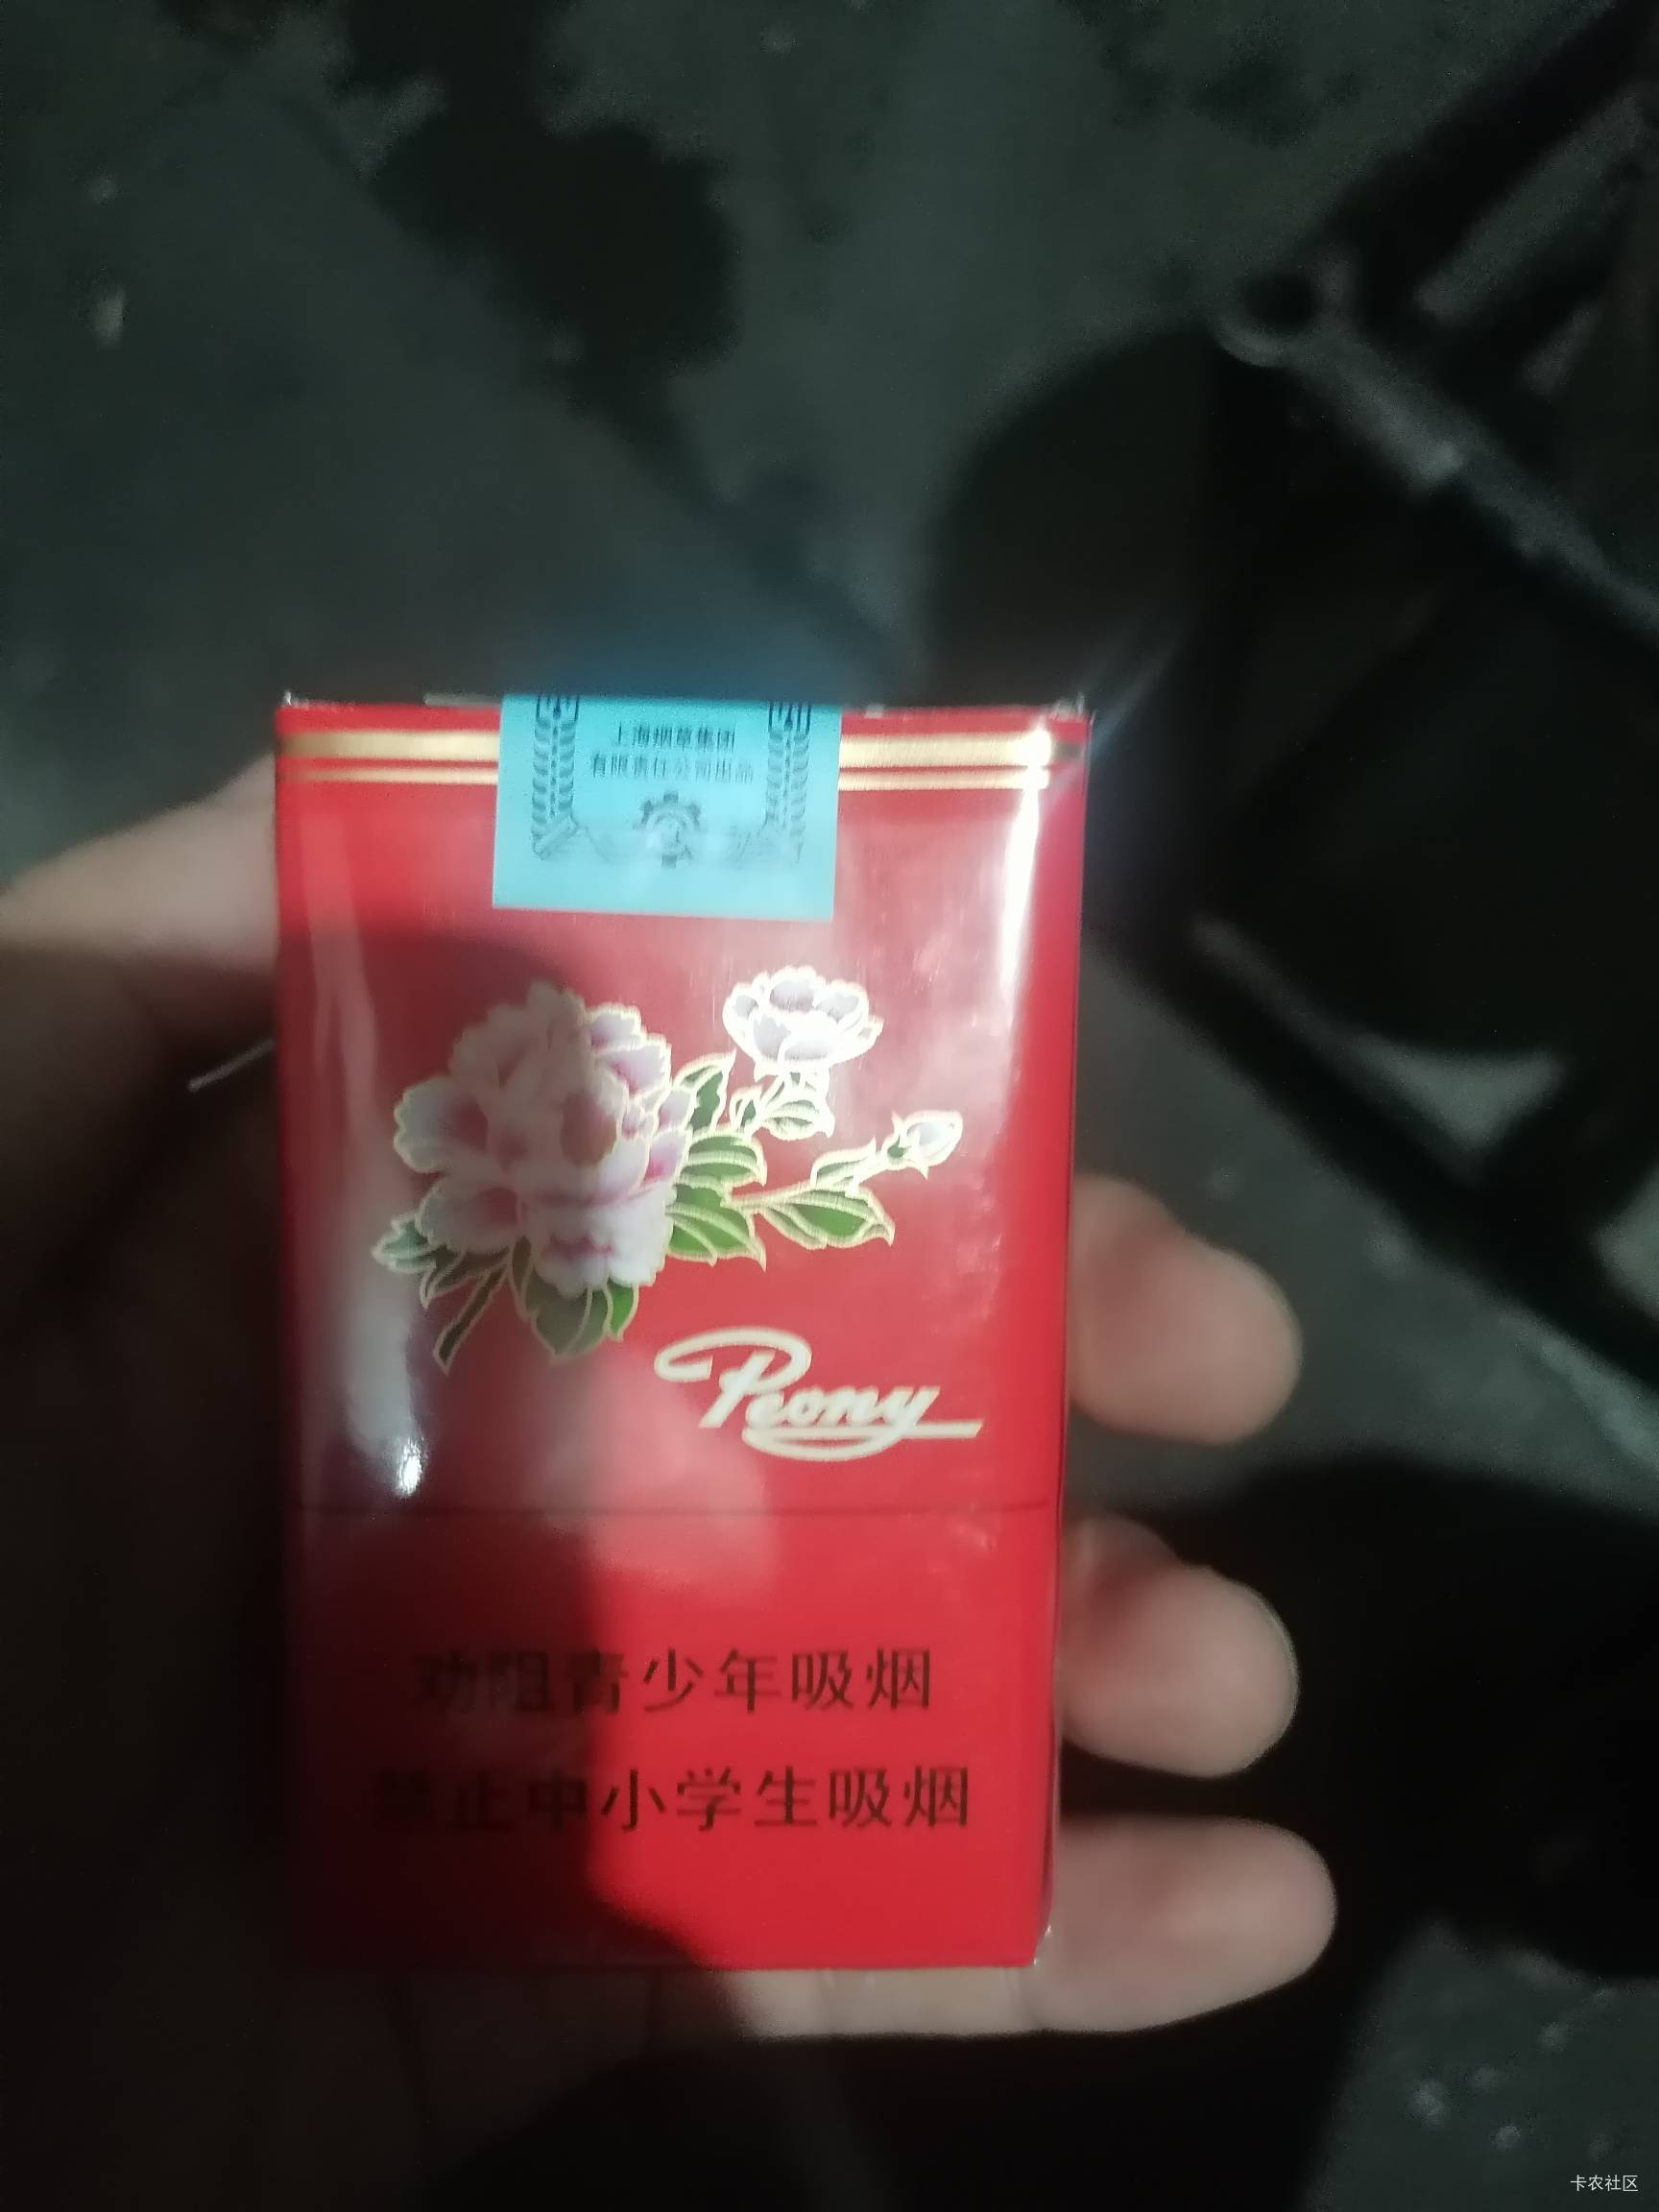 上海烟草集团
有限责任公司出品
Peony
劝阻青少年吸烟
禁止中小学生吸烟
卡农社区